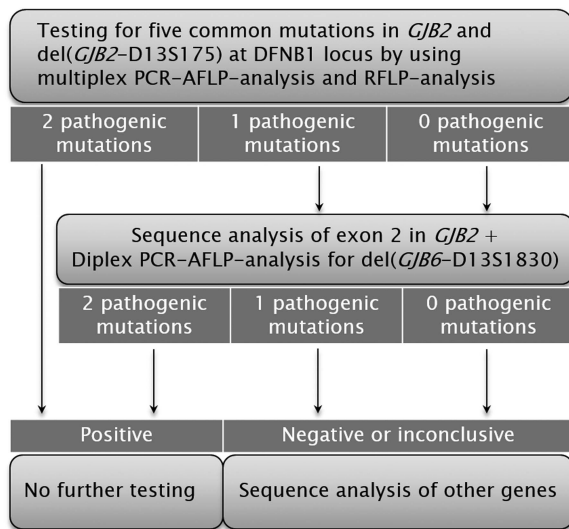 Testing for five common mutations in GJB2 and
del(GJB2-D13S175) at DFNB1 locus by using
multiplex PCR-AFLP-analysis and RFLP-analysis
2 pathogenic
mutations
1 pathogenic
mutations
0 pathogenic
mutations
Sequence analysis of exon 2 in GJB2 +
Diplex PCR-AFLP-analysis for del(GJB6-D13S1830)
2 pathogenic
mutations
1 pathogenic
mutations
0 pathogenic
mutations
Positive
Negative or inconclusive
No further testing
Sequence analysis of other genes